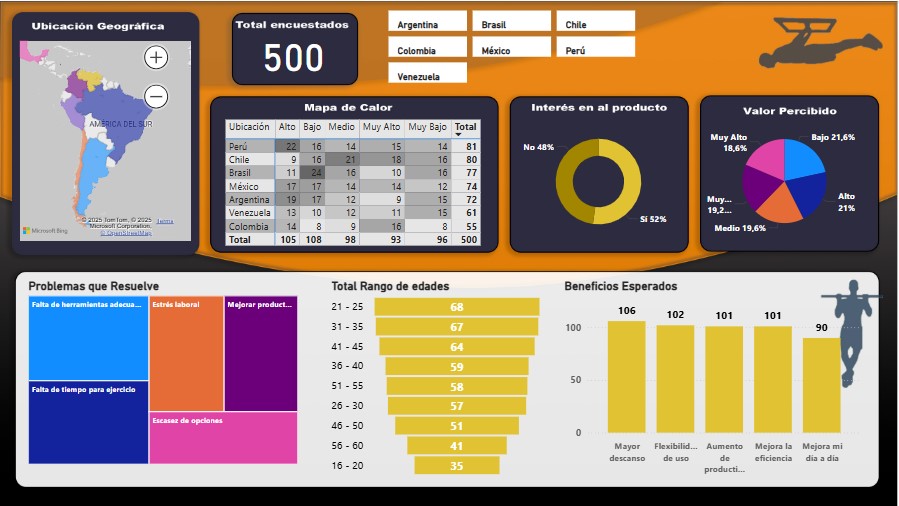 Ubicación Geográfica
AMÉRICA DEL SUR
© 2025 TomTom, © 2025
Microsoft Corporation,
© OpenStreetMap
Terms
Microsoft Bing
Total encuestados
500
Argentina
Brasil
Chile
Colombia
México
Perú
Venezuela
Mapa de Calor
Ubicación Alto Bajo Medio Muy Alto Muy Bajo Total
Perú 22 16 14 15 14 81
Chile 9 16 21 18 16 80
Brasil 11 24 16 10 16 77
México 17 17 14 14 12 74
Argentina 19 17 12 9 15 72
Venezuela 13 10 12 11 15 61
Colombia 14 8 9 16 8 55
Total 105 108 98 93 96 500
Interés en al producto
No 48%
Sí 52%
Valor Percibido
Muy Alto
18,6%
Bajo 21,6%
Alto
21%
Muy...
19,2...
Medio 19,6%
Problemas que Resuelve
Falta de herramientas adecua...
Estrés laboral
Mejorar product...
Falta de tiempo para ejercicio
Escasez de opciones
Total Rango de edades
21 - 25 68
31 - 35 67
41 - 45 64
36 - 40 59
51 - 55 58
26 - 30 57
46 - 50 51
56 - 60 41
16 - 20 35
Beneficios Esperados
106
102
101
101
90
100
50
0
Mayor
descanso
Flexibilid...
de uso
Aumento
de
producti...
Mejora la
eficiencia
Mejora mi
día a día